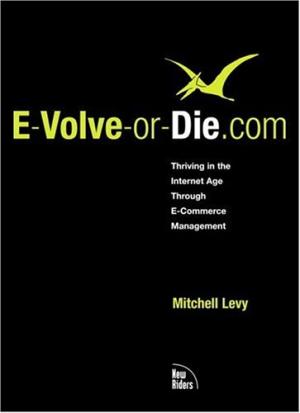 E-Volve-or-Die.com
Thriving in the
Internet Age
Through
E-Commerce
Management
Mitchell Levy
New
Riders